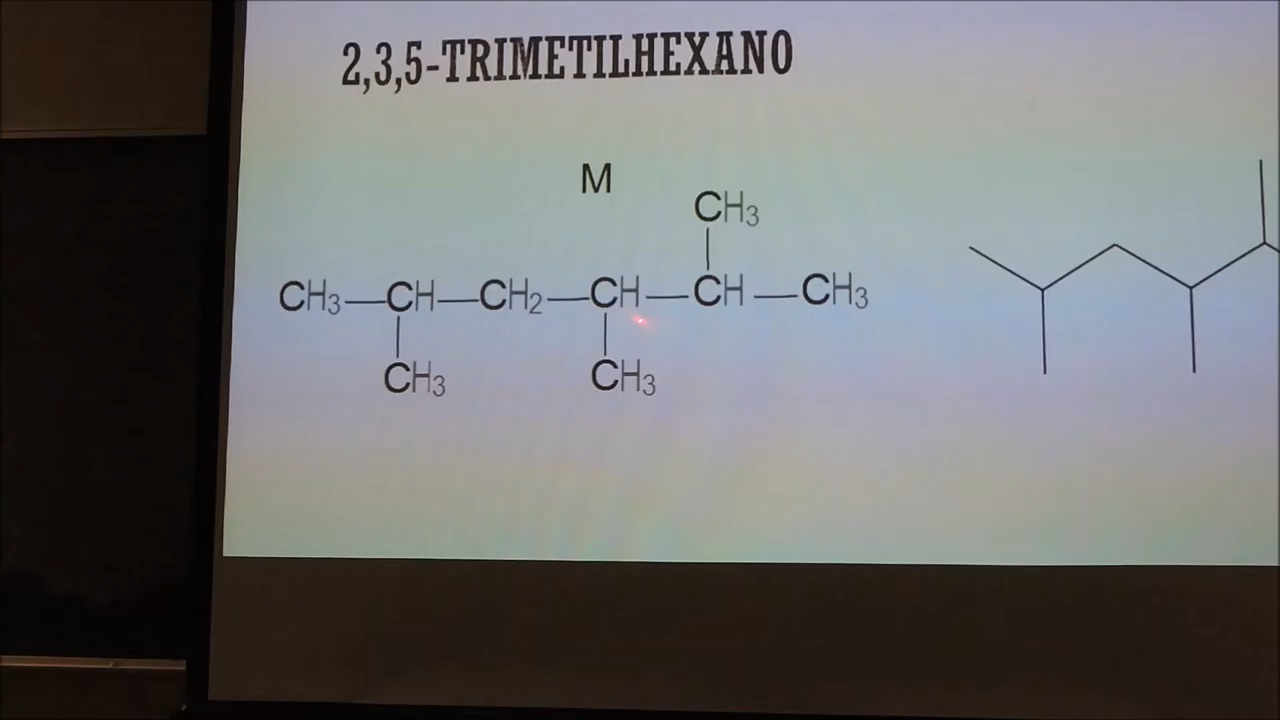 2,3,5-TRIMETILHEXANO
M
CH3
CH3—CH—CH2—CH—CH—CH3
CH3 CH3